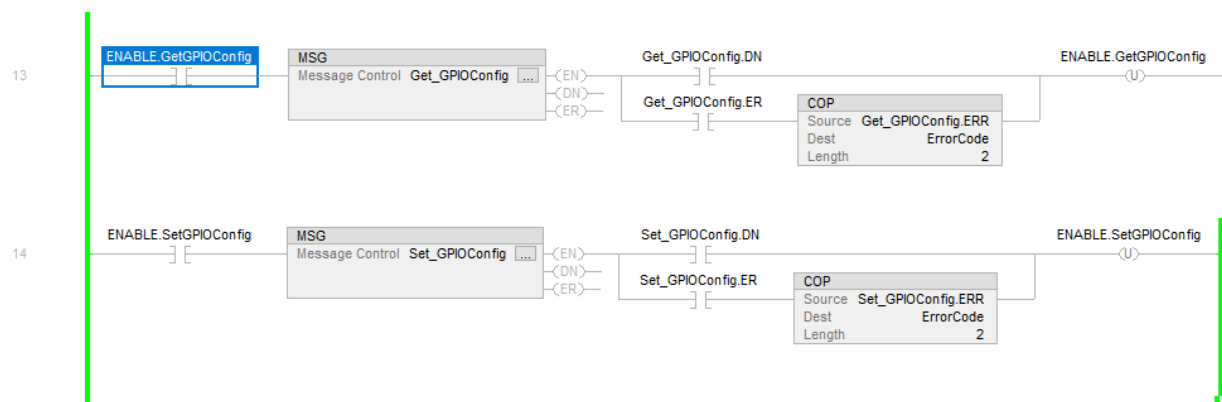 ENABLE.GetGPIOConfig
MSG
Get_GPIOConfig.DN
ENABLE.GetGPIOConfig
13
Message Control Get_GPIOConfig ...
(EN)
(U)
(DN)
Get_GPIOConfig.ER
COP
(ER)
Source Get_GPIOConfig.ERR
Dest ErrorCode
Length 2
ENABLE.SetGPIOConfig
MSG
Set_GPIOConfig.DN
ENABLE.SetGPIOConfig
14
Message Control Set_GPIOConfig ...
(EN)
(U)
(DN)
Set_GPIOConfig.ER
COP
(ER)
Source Set_GPIOConfig.ERR
Dest ErrorCode
Length 2